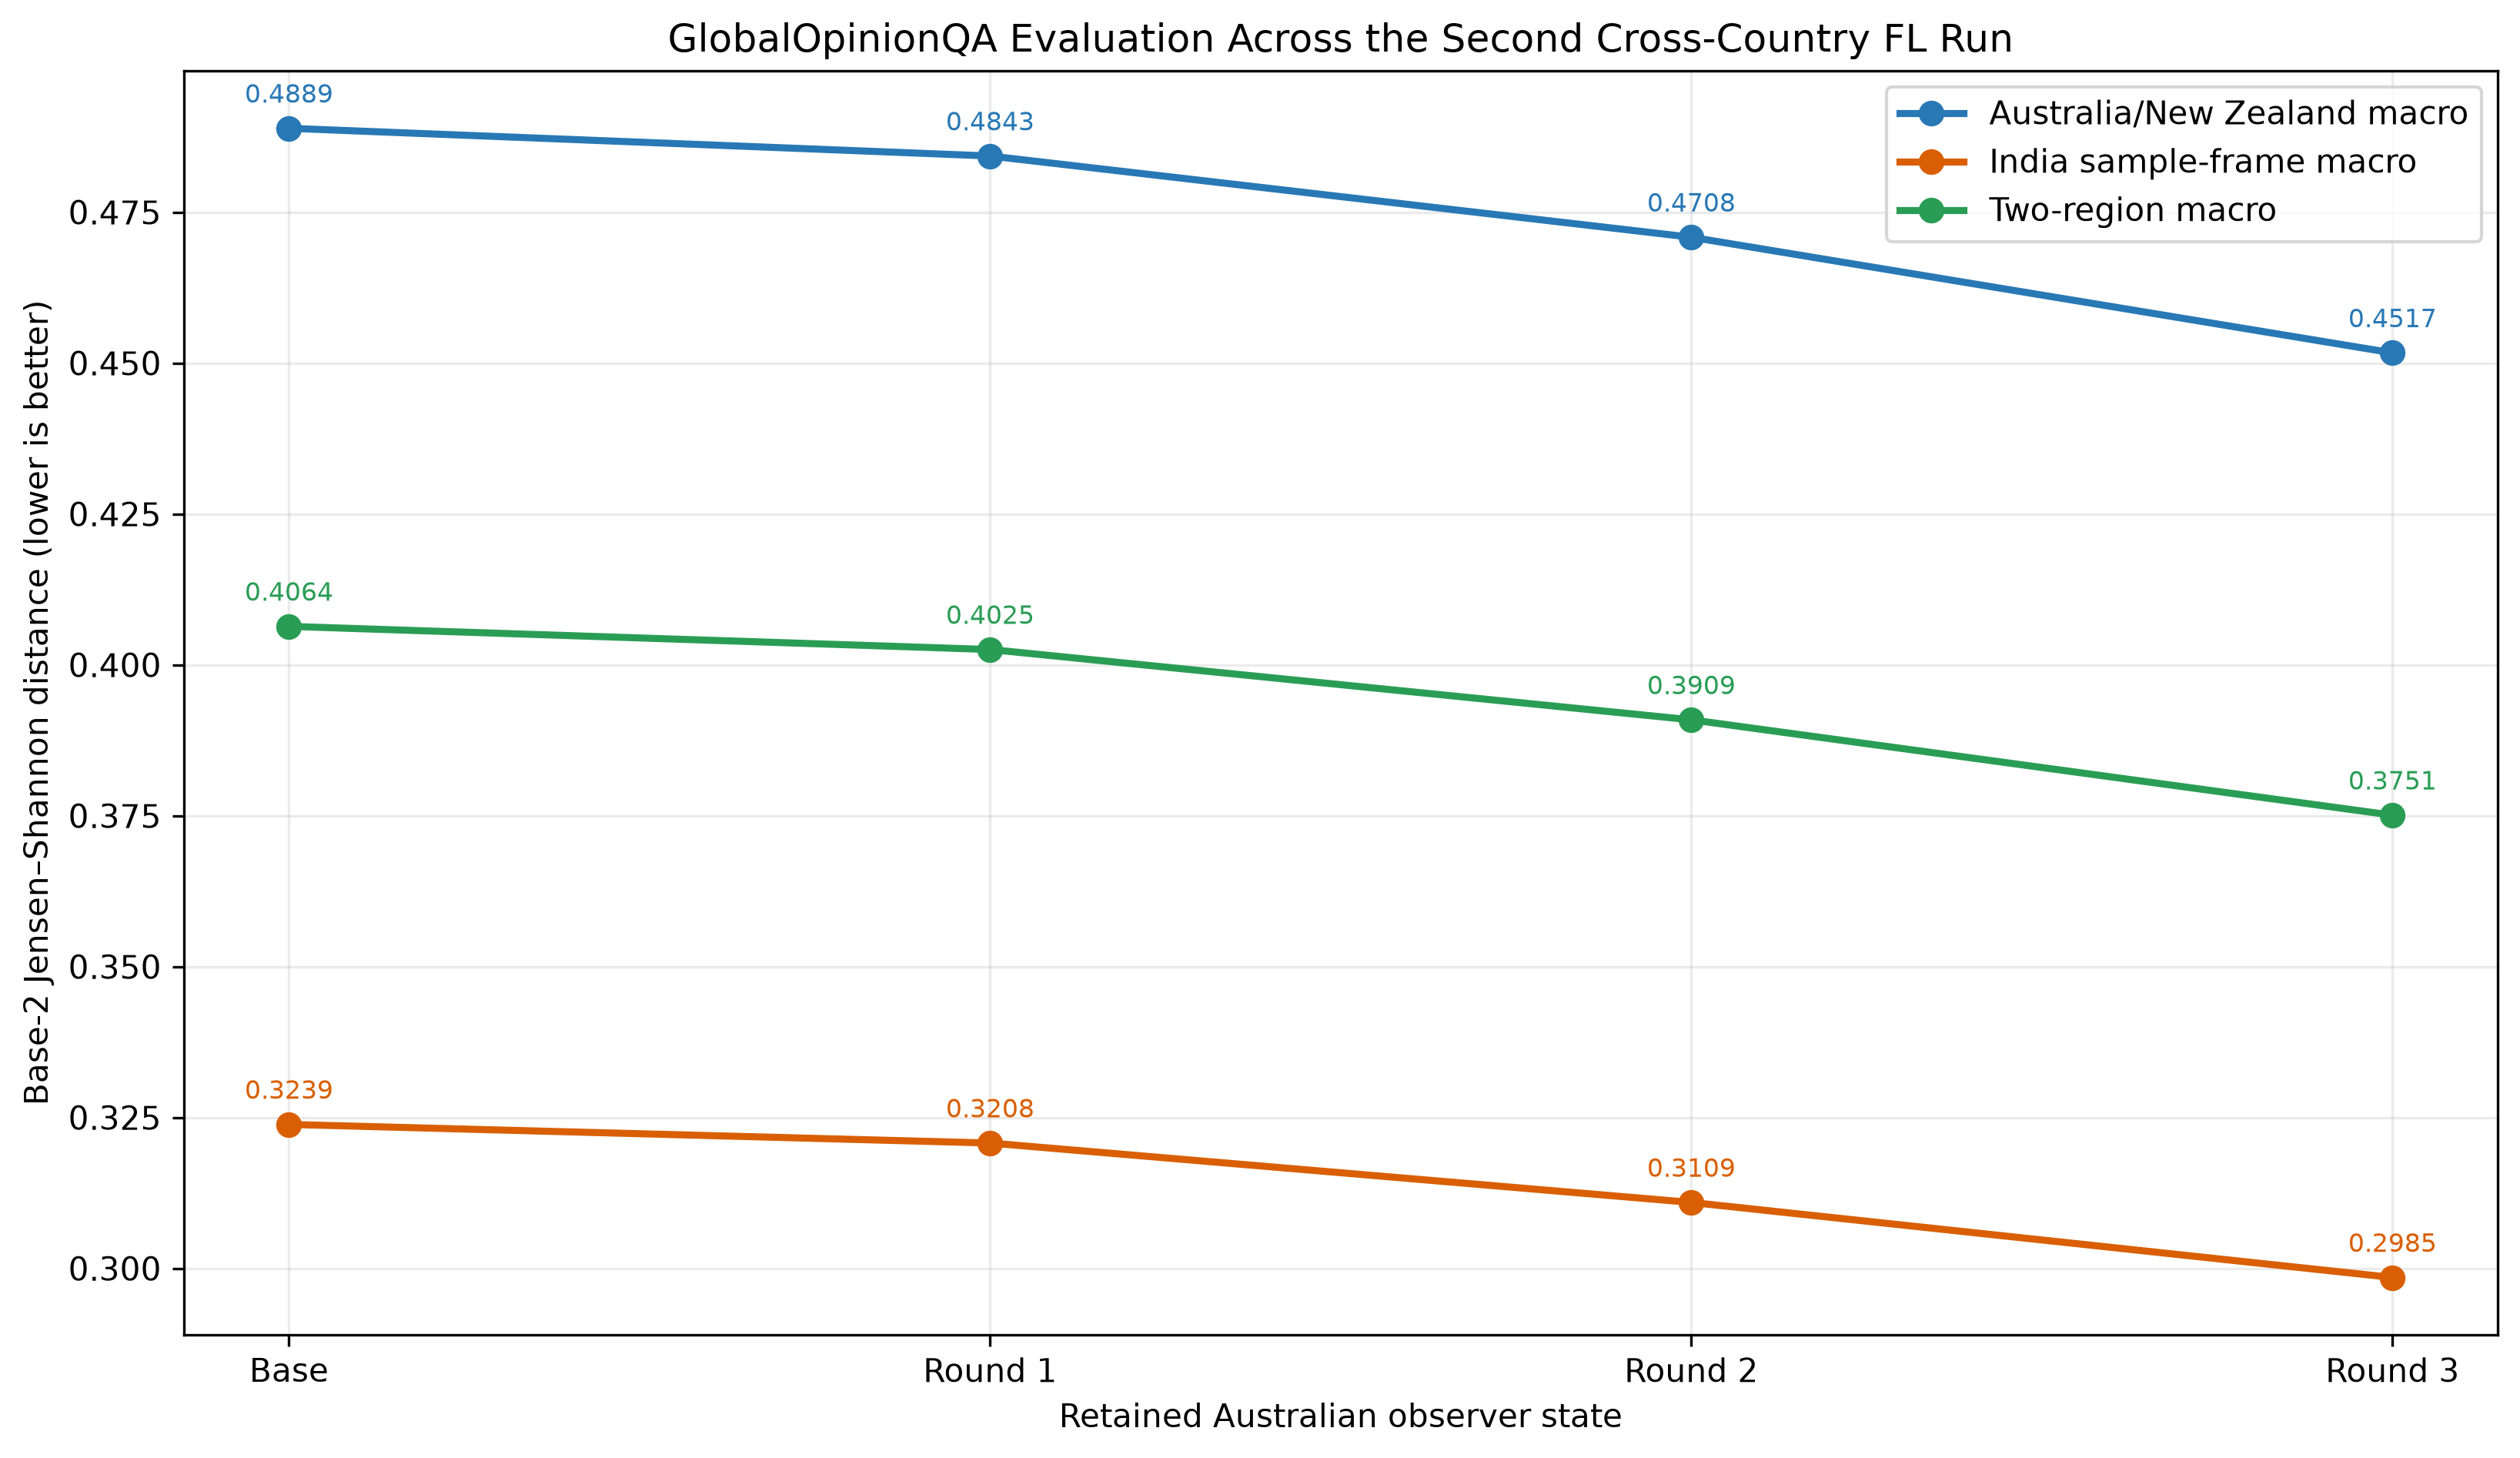 GlobalOpinionQA Evaluation Across the Second Cross-Country FL Run
Australia/New Zealand macro
India sample-frame macro
Two-region macro
Base-2 Jensen–Shannon distance (lower is better)
0.475
0.450
0.425
0.400
0.375
0.350
0.325
0.300
0.4889
0.4843
0.4708
0.4517
0.4064
0.4025
0.3909
0.3751
0.3239
0.3208
0.3109
0.2985
Base
Round 1
Round 2
Round 3
Retained Australian observer state